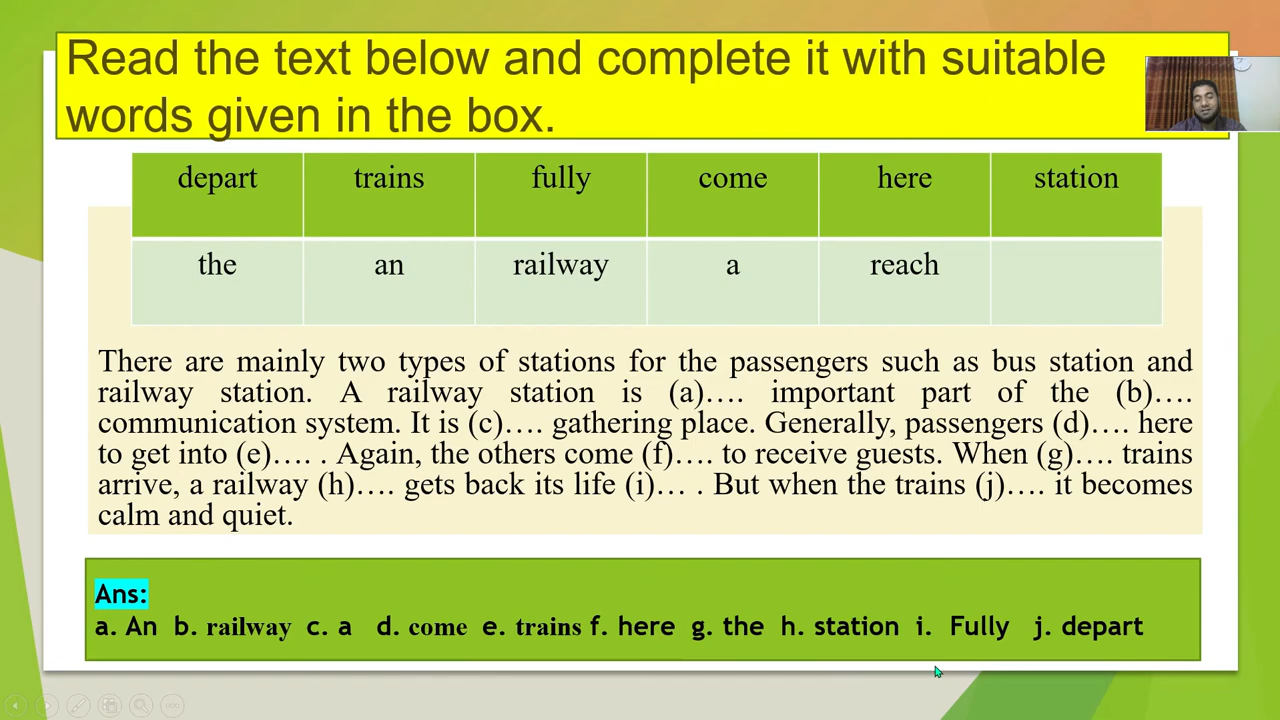 Read the text below and complete it with suitable
words given in the box.
depart trains fully come here station
the an railway a reach
There are mainly two types of stations for the passengers such as bus station and
railway station. A railway station is (a)…. important part of the (b)….
communication system. It is (c)…. gathering place. Generally, passengers (d)…. here
to get into (e)…. . Again, the others come (f)…. to receive guests. When (g)…. trains
arrive, a railway (h)…. gets back its life (i)… . But when the trains (j)…. it becomes
calm and quiet.
Ans:
a. An b. railway c. a d. come e. trains f. here g. the h. station i. Fully j. depart